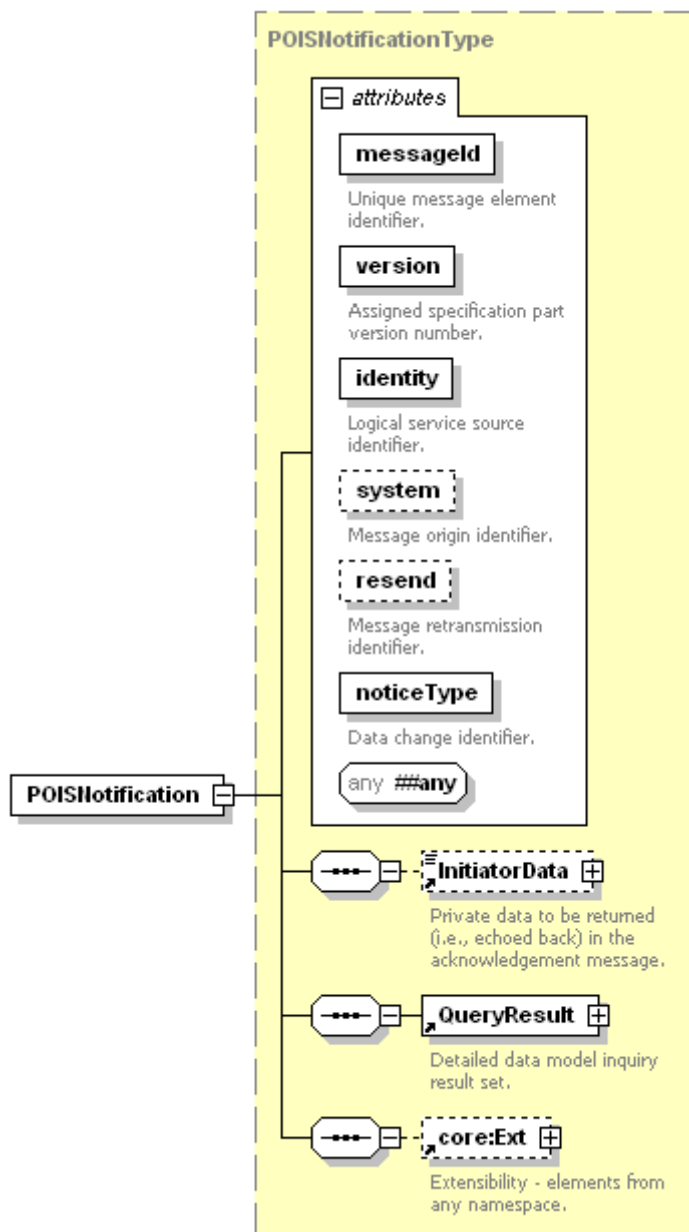 POISNotificationType
attributes
messageId
Unique message element
identifier.
version
Assigned specification part
version number.
identity
Logical service source
identifier.
system
Message origin identifier.
resend
Message retransmission
identifier.
noticeType
Data change identifier.
any ##any
POISNotification
InitiatorData
Private data to be returned
(i.e., echoed back) in the
acknowledgement message.
QueryResult
Detailed data model inquiry
result set.
core:Ext
Extensibility - elements from
any namespace.